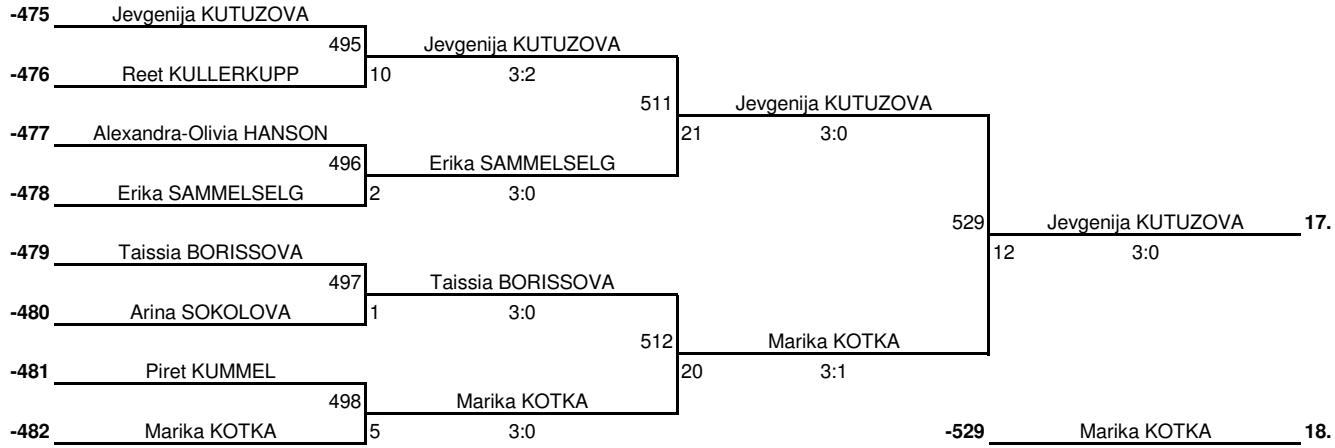 -475 Jevgenija KUTUZOVA
495 Jevgenija KUTUZOVA
-476 Reet KULLERKUPP 10 3:2
511 Jevgenija KUTUZOVA
-477 Alexandra-Olivia HANSON 21 3:0
496 Erika SAMMELSELG
-478 Erika SAMMELSELG 2 3:0
529 Jevgenija KUTUZOVA 17.
-479 Taissia BORISSOVA 12 3:0
497 Taissia BORISSOVA
-480 Arina SOKOLOVA 1 3:0
512 Marika KOTKA
-481 Piret KUMMEL 20 3:1
498 Marika KOTKA
-482 Marika KOTKA 5 3:0 -529 Marika KOTKA 18.